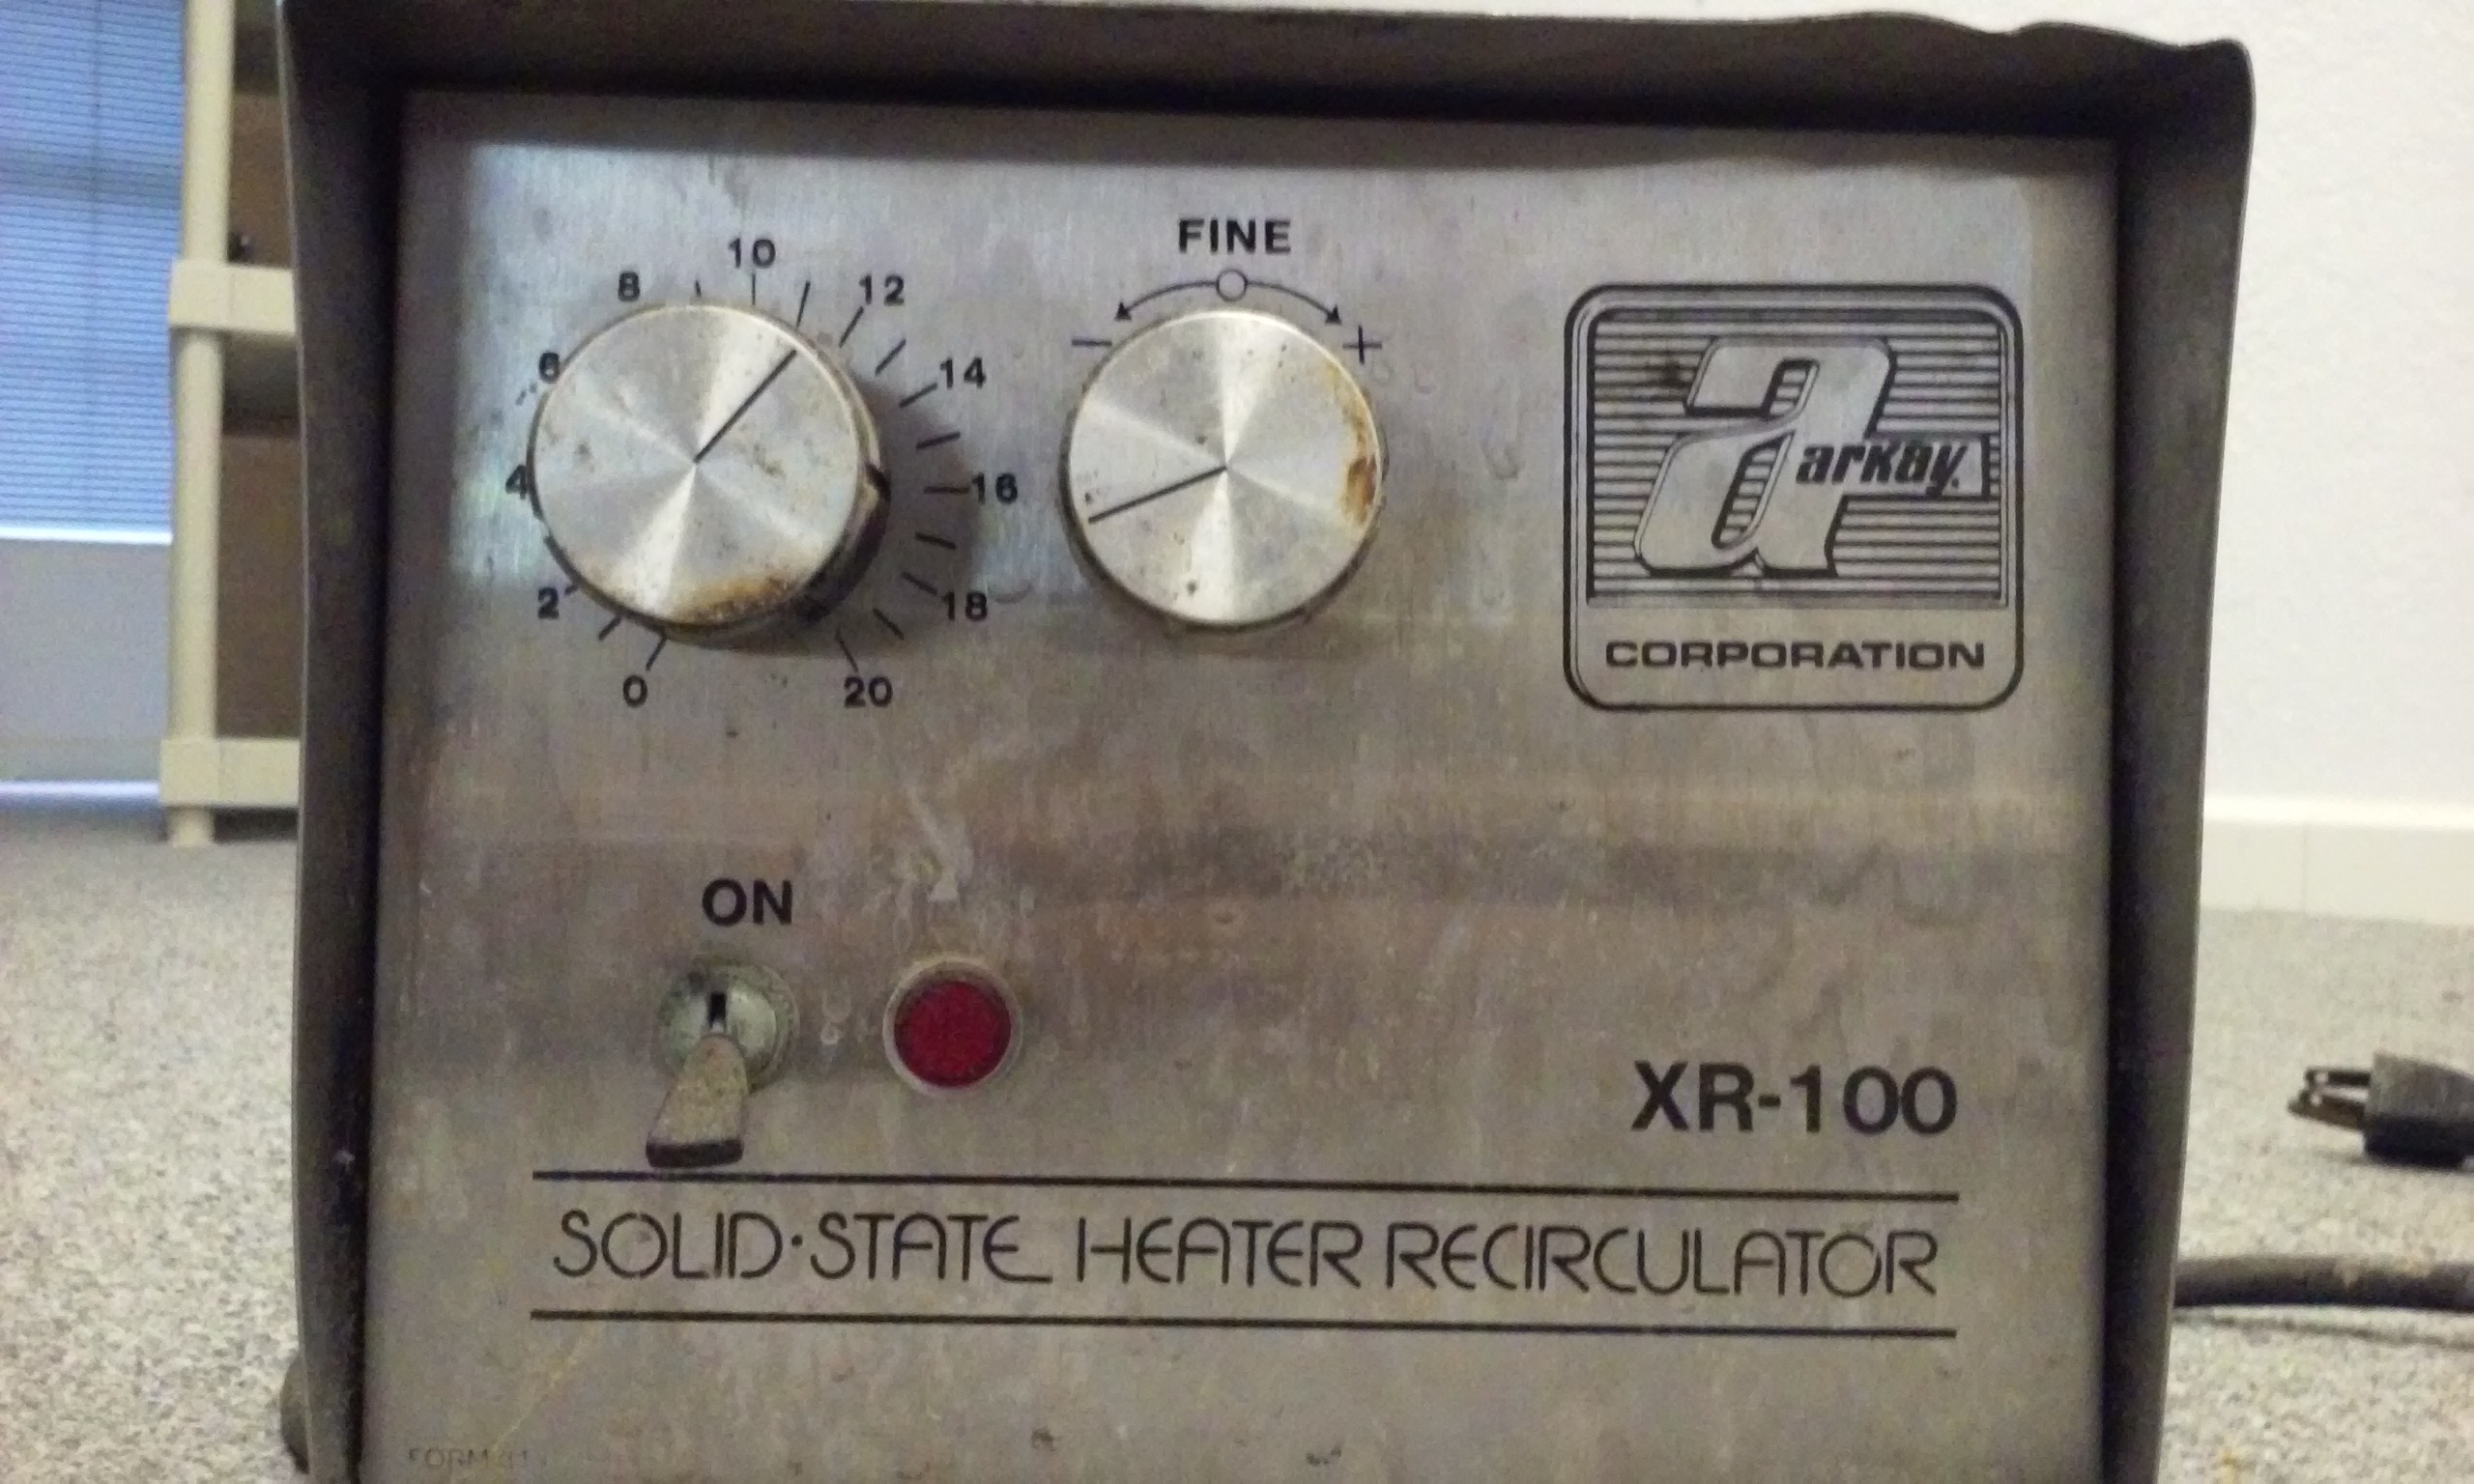 10
8
12
6
14
4
16
2
18
0
20
FINE
− +
a
arkay.
CORPORATION
ON
XR-100
SOLID·STATE HEATER RECIRCULATOR
FORM